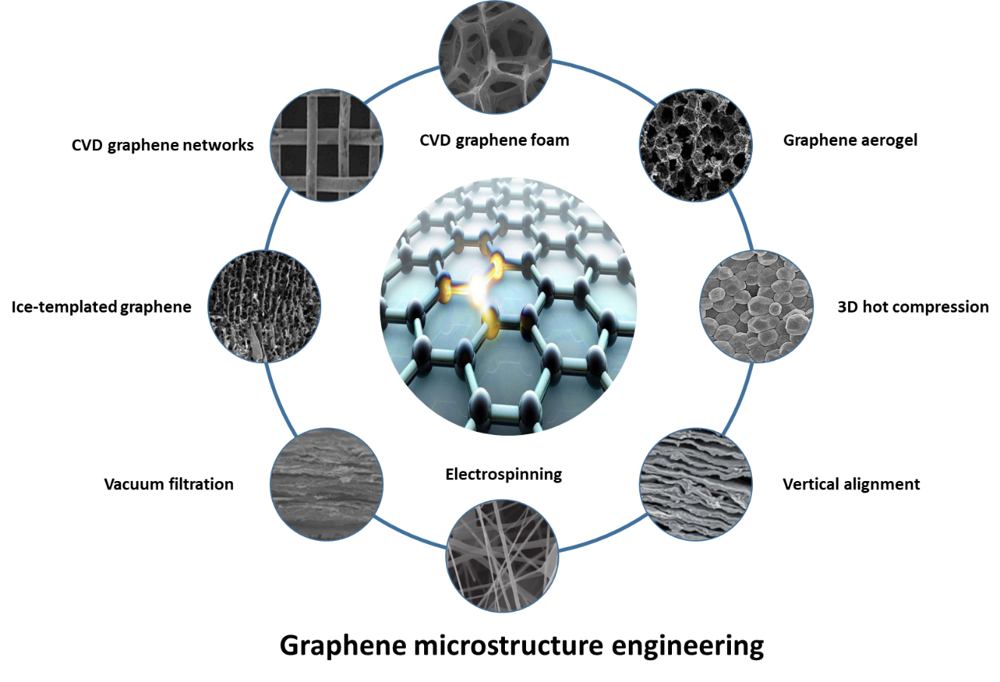 CVD graphene foam
CVD graphene networks
Graphene aerogel
Ice-templated graphene
3D hot compression
Vacuum filtration
Electrospinning
Vertical alignment
Graphene microstructure engineering